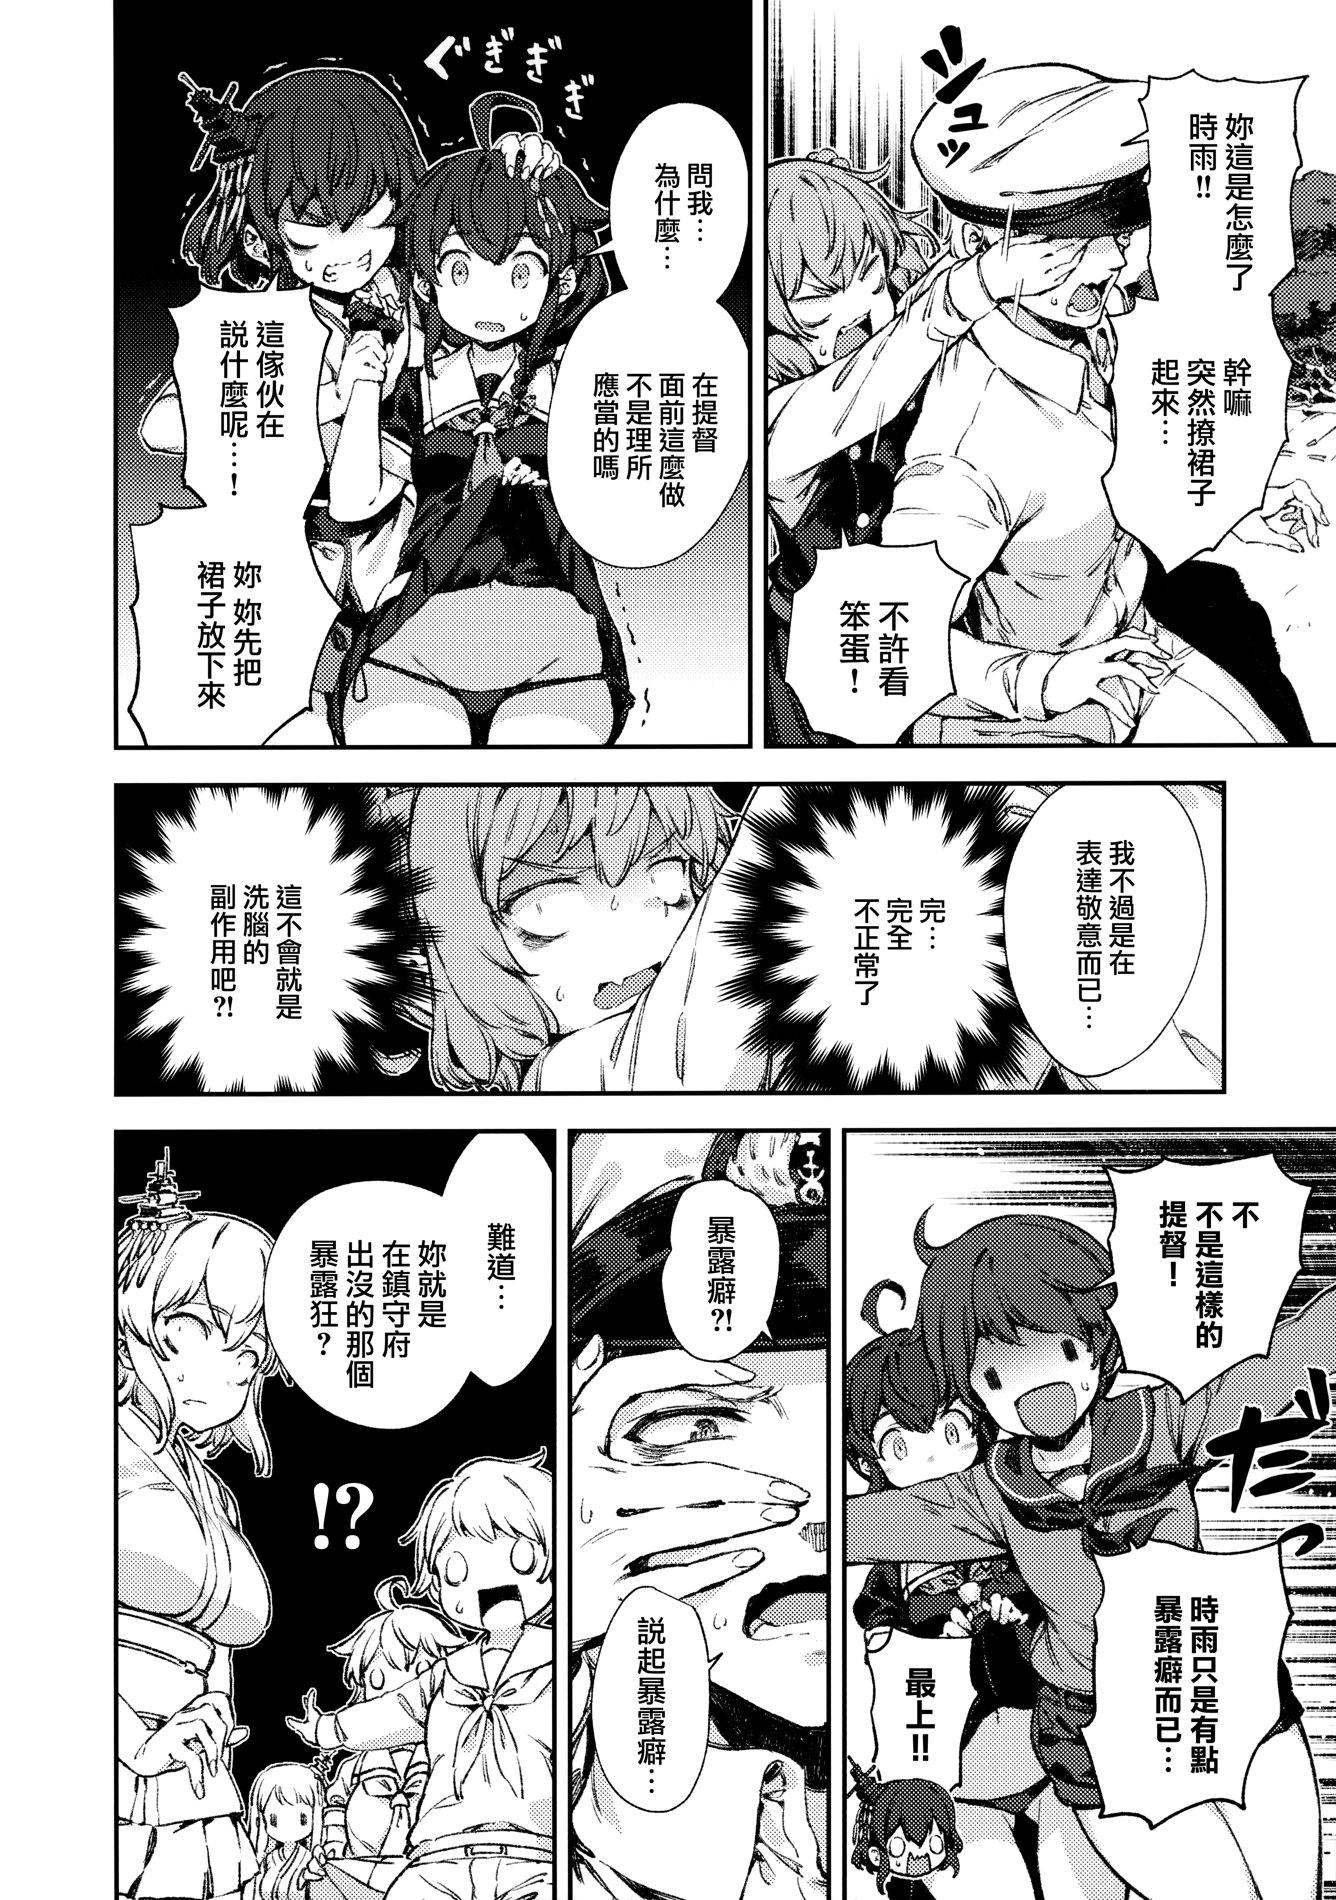 妳這是怎麼了
時雨!!
幹嘛
突然撩裙子
起來…
不許看
笨蛋！
ジュッ
ぐぎぎぎぎ
問我…
為什麼…
在提督
面前這麼做
不是理所
應當的嗎
這傢伙在
説什麼呢…！
妳 妳先把
裙子放下來
我不過是在
表達敬意而已…
完…
完全
不正常了
這不會就是
洗腦的
副作用吧?!
不
不是這樣的
提督！
だっ
時雨只是有點
暴露癖而已…
最上!!
暴露癖?!
説起暴露癖…
難道…
妳就是
在鎮守府
出沒的那個
暴露狂？
!?